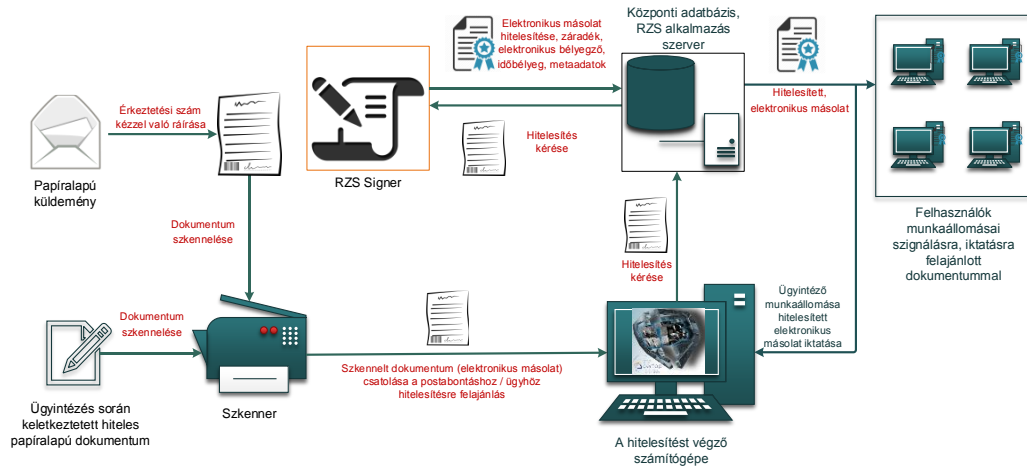 Elektronikus másolat
hitelesítése, záradék,
elektronikus bélyegző,
időbélyeg, metaadatok
Központi adatbázis,
RZS alkalmazás
szerver
Érkeztetési szám
kézzel való ráírása
Hitelesítés
kérése
Hitelesített,
elektronikus másolat
Papíralapú
küldemény
RZS Signer
Felhasználók
munkaállomásai
szignálásra, iktatásra
felajánlott
dokumentummal
Dokumentum
szkennelése
Hitelesítés
kérése
Dokumentum
szkennelése
Ügyintéző
munkaállomása
hitelesített
elektronikus
másolat iktatása
Szkennelt dokumentum (elektronikus másolat)
csatolása a postabontáshoz / ügyhöz
hitelesítésre felajánlás
Ügyintézés során
keletkeztetett hiteles
papíralapú dokumentum
Szkenner
A hitelesítést végző
számítógépe